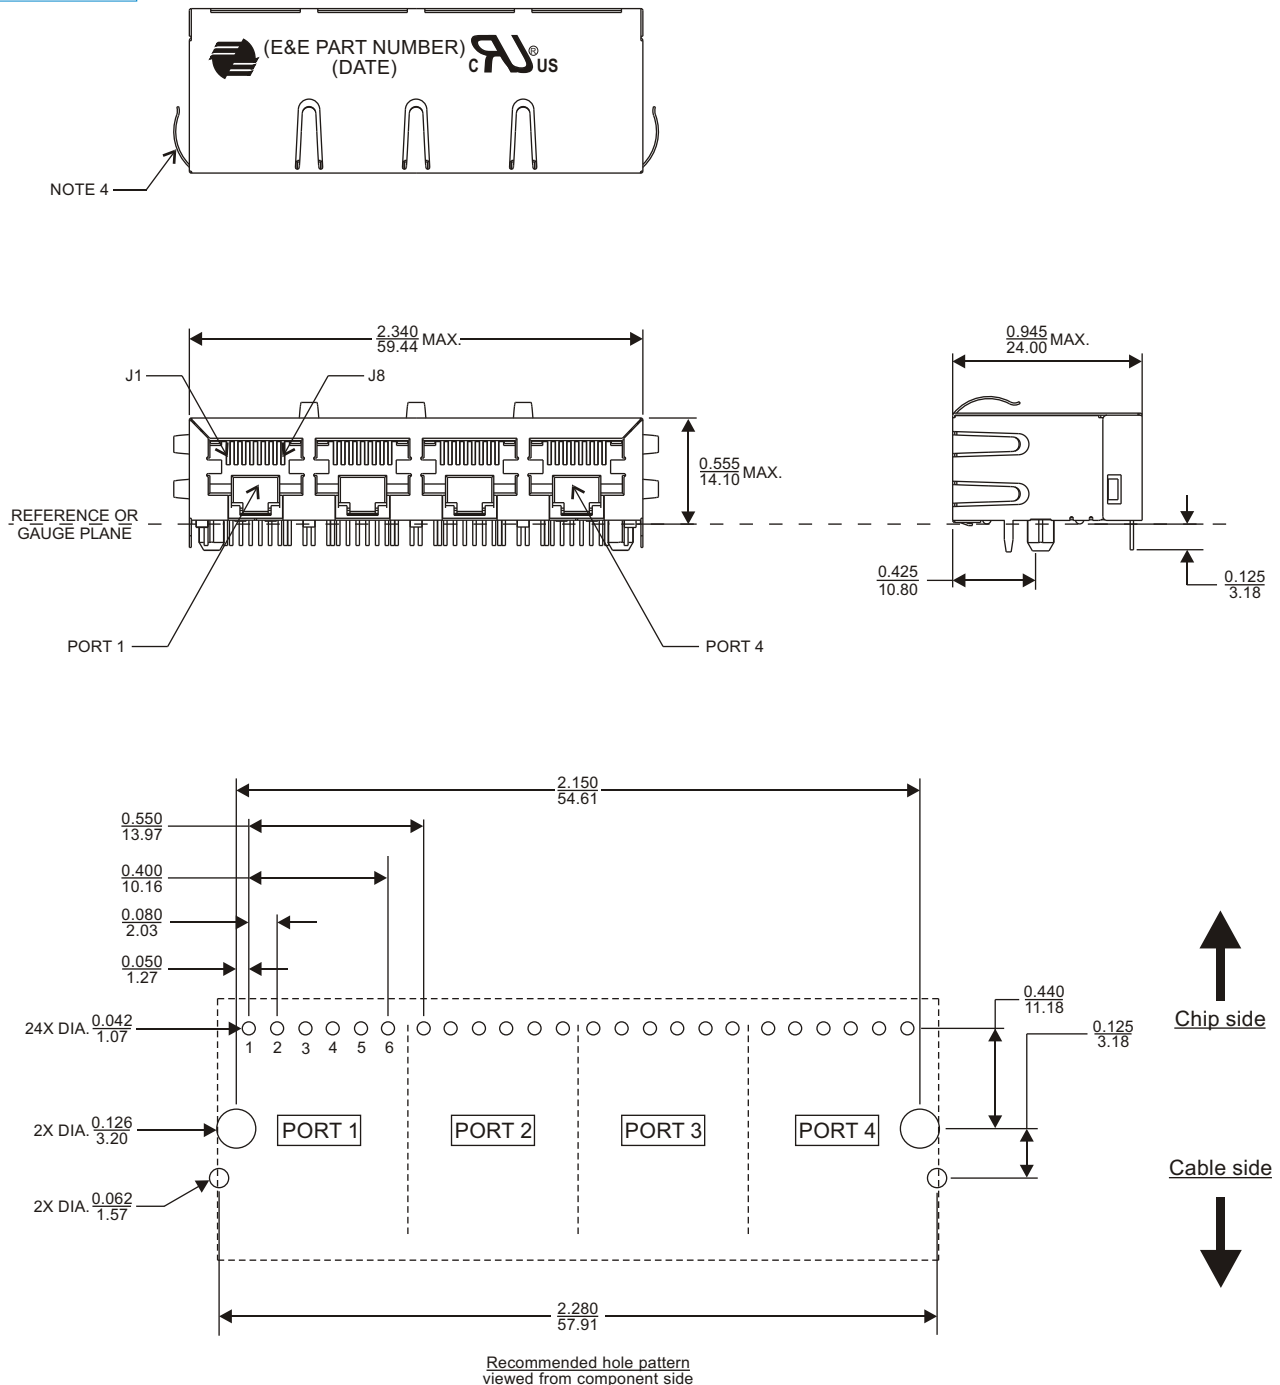 (E&E PART NUMBER)
(DATE)
C RU ® US
NOTE 4
2.340
59.44 MAX.
0.945
24.00 MAX.
J1
J8
0.555
14.10 MAX.
REFERENCE OR
GAUGE PLANE
0.425
10.80
0.125
3.18
PORT 1
PORT 4
2.150
54.61
0.550
13.97
0.400
10.16
0.080
2.03
0.050
1.27
0.440
11.18
24X DIA. 0.042
1.07
1 2 3 4 5 6
0.125
3.18
Chip side
2X DIA. 0.126
3.20
PORT 1 PORT 2 PORT 3 PORT 4
Cable side
2X DIA. 0.062
1.57
2.280
57.91
Recommended hole pattern
viewed from component side